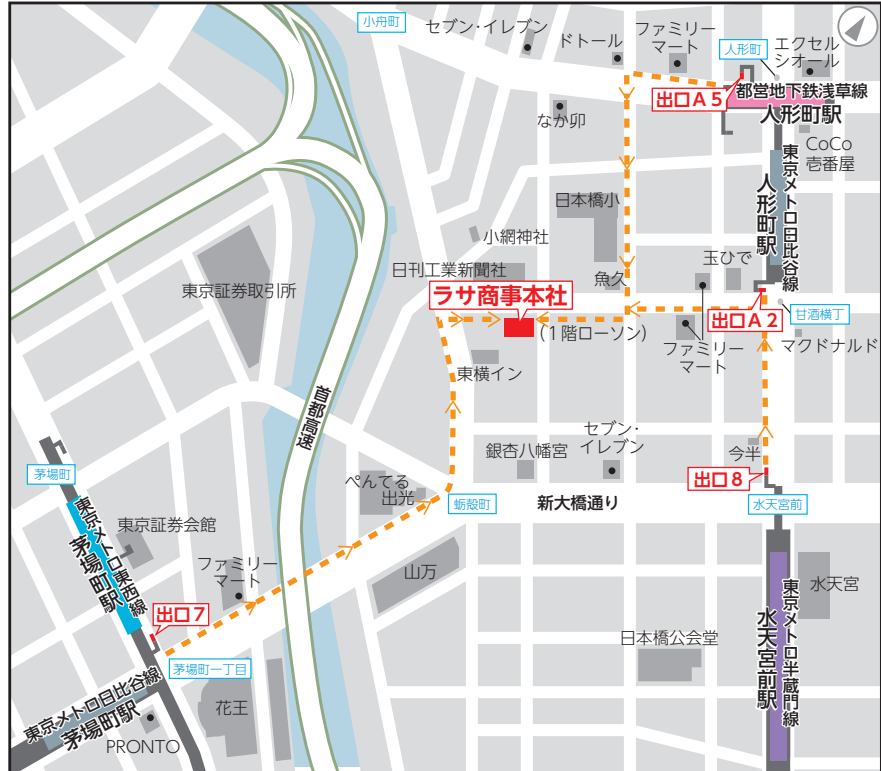 小舟町
セブン・イレブン
ドトール
ファミリー
マート
人形町
エクセル
シオール
出口A5
都営地下鉄浅草線
人形町駅
なか卯
CoCo
壱番屋
東京メトロ日比谷線
人形町駅
日本橋小
小網神社
玉ひで
日刊工業新聞社
魚久
東京証券取引所
ラサ商事本社
(1階ローソン)
出口A2
甘酒横丁
ファミリー
マート
マクドナルド
東横イン
首都高速
セブン・
イレブン
銀杏八幡宮
今半
出口8
茅場町
ぺんてる
出光
蛎殻町
新大橋通り
水天宮前
東京メトロ東西線
茅場町駅
東京証券会館
ファミリー
マート
山万
水天宮
出口7
東京メトロ半蔵門線
水天宮前駅
日本橋公会堂
茅場町一丁目
東京メトロ日比谷線
茅場町駅
花王
PRONTO